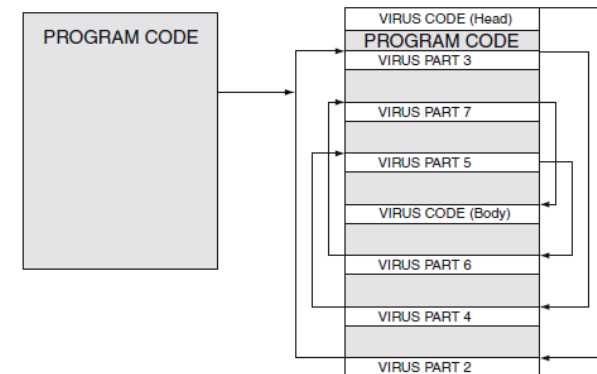 PROGRAM CODE
VIRUS CODE (Head)
PROGRAM CODE
VIRUS PART 3
VIRUS PART 7
VIRUS PART 5
VIRUS CODE (Body)
VIRUS PART 6
VIRUS PART 4
VIRUS PART 2